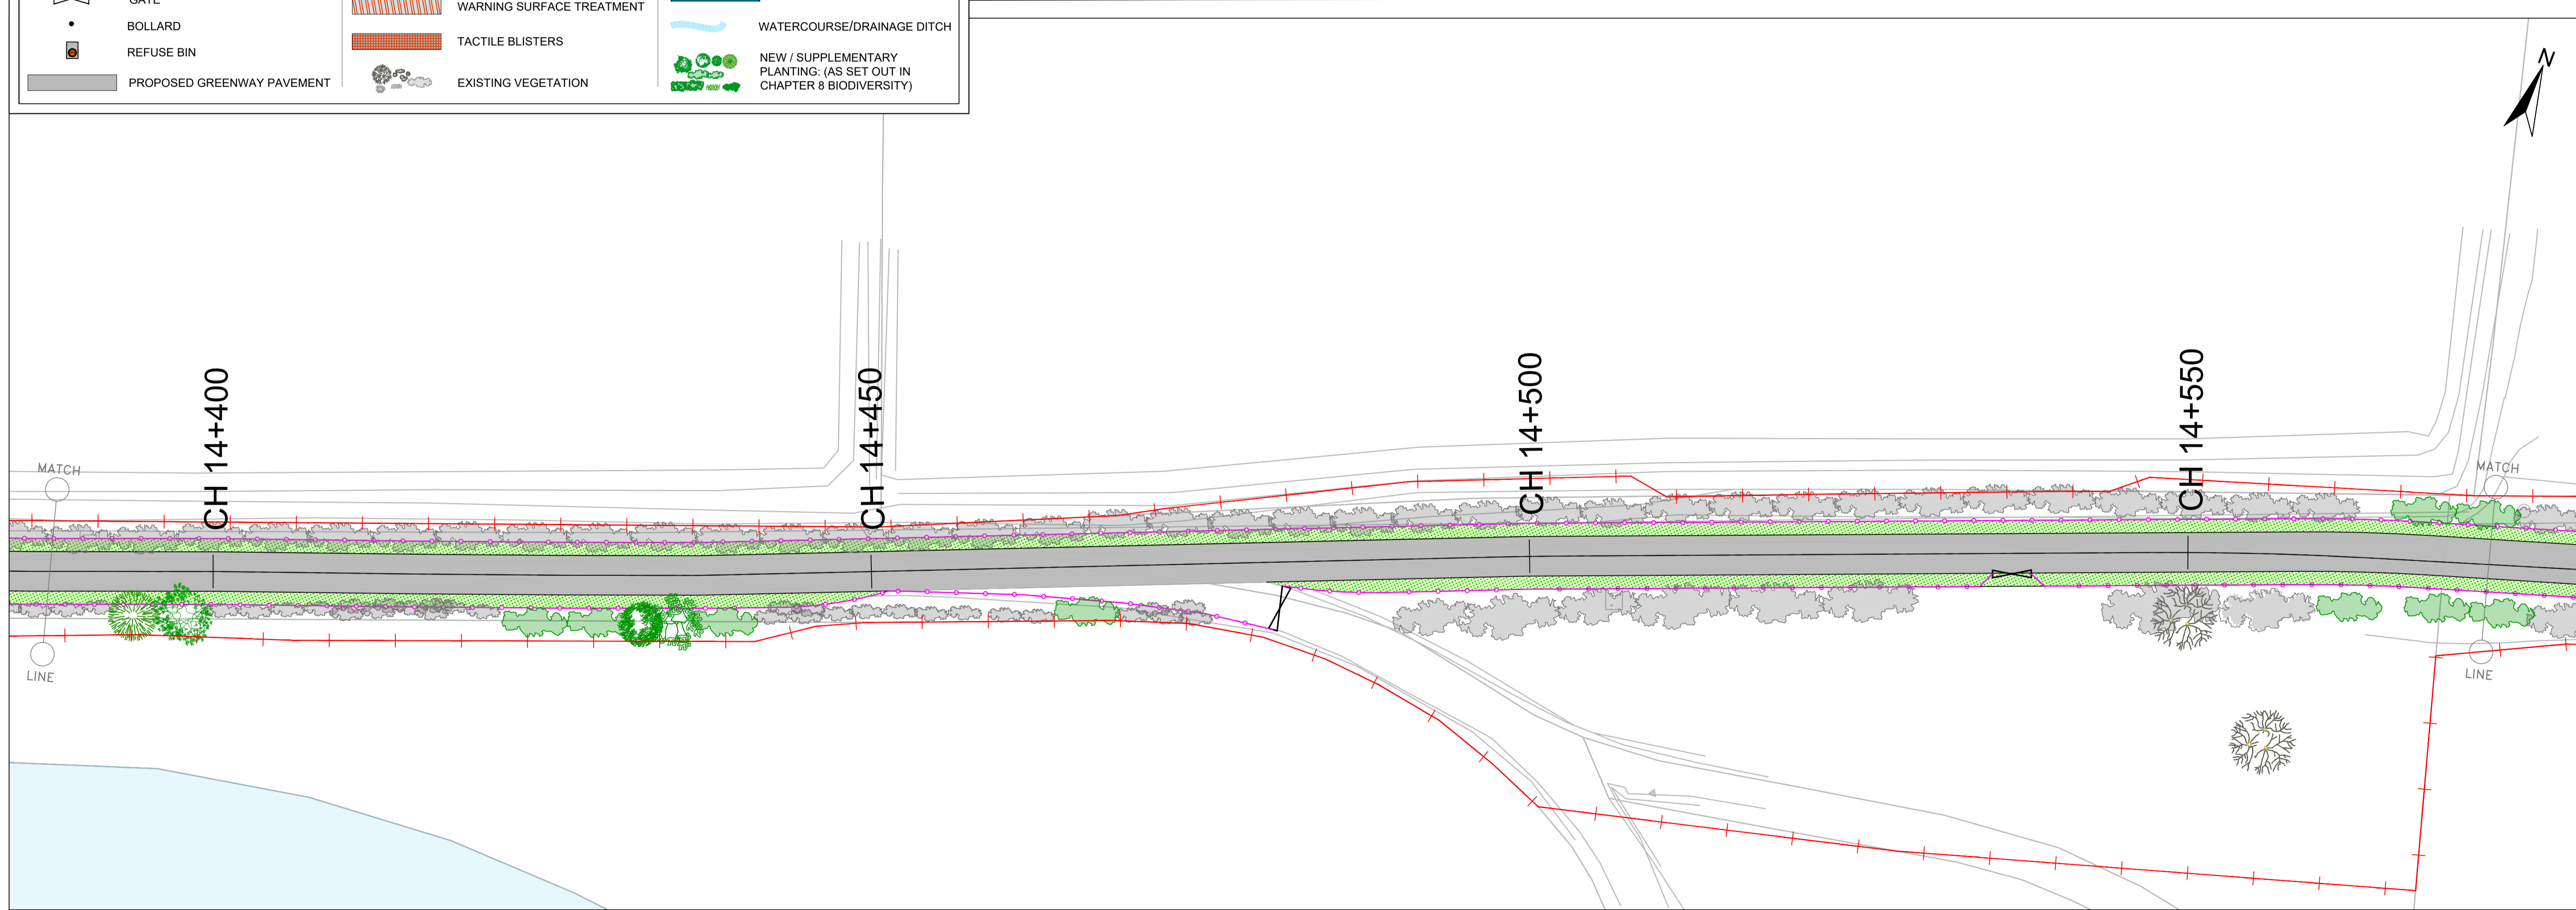 GATE
BOLLARD
REFUSE BIN
PROPOSED GREENWAY PAVEMENT
WARNING SURFACE TREATMENT
TACTILE BLISTERS
EXISTING VEGETATION
WATERCOURSE/DRAINAGE DITCH
NEW / SUPPLEMENTARY
PLANTING: (AS SET OUT IN
CHAPTER 8 BIODIVERSITY)
N
CH 14+400
CH 14+450
CH 14+500
CH 14+550
MATCH
LINE
MATCH
LINE